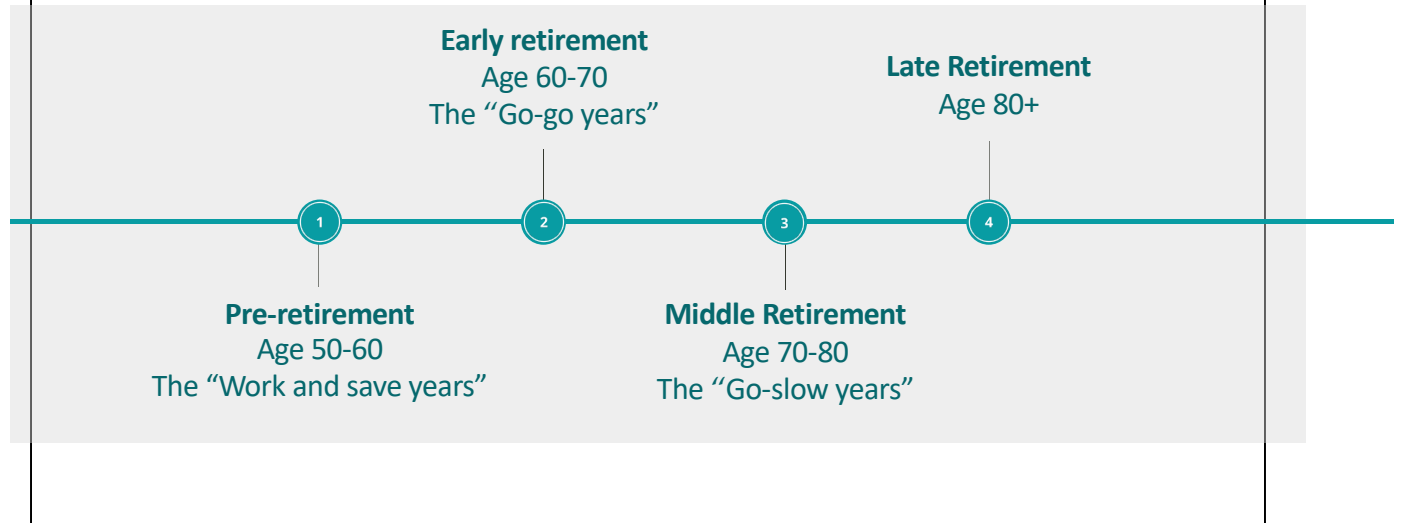 Early retirement
Age 60-70
The “Go-go years”
Late Retirement
Age 80+
1
2
3
4
Pre-retirement
Age 50-60
The “Work and save years”
Middle Retirement
Age 70-80
The “Go-slow years”